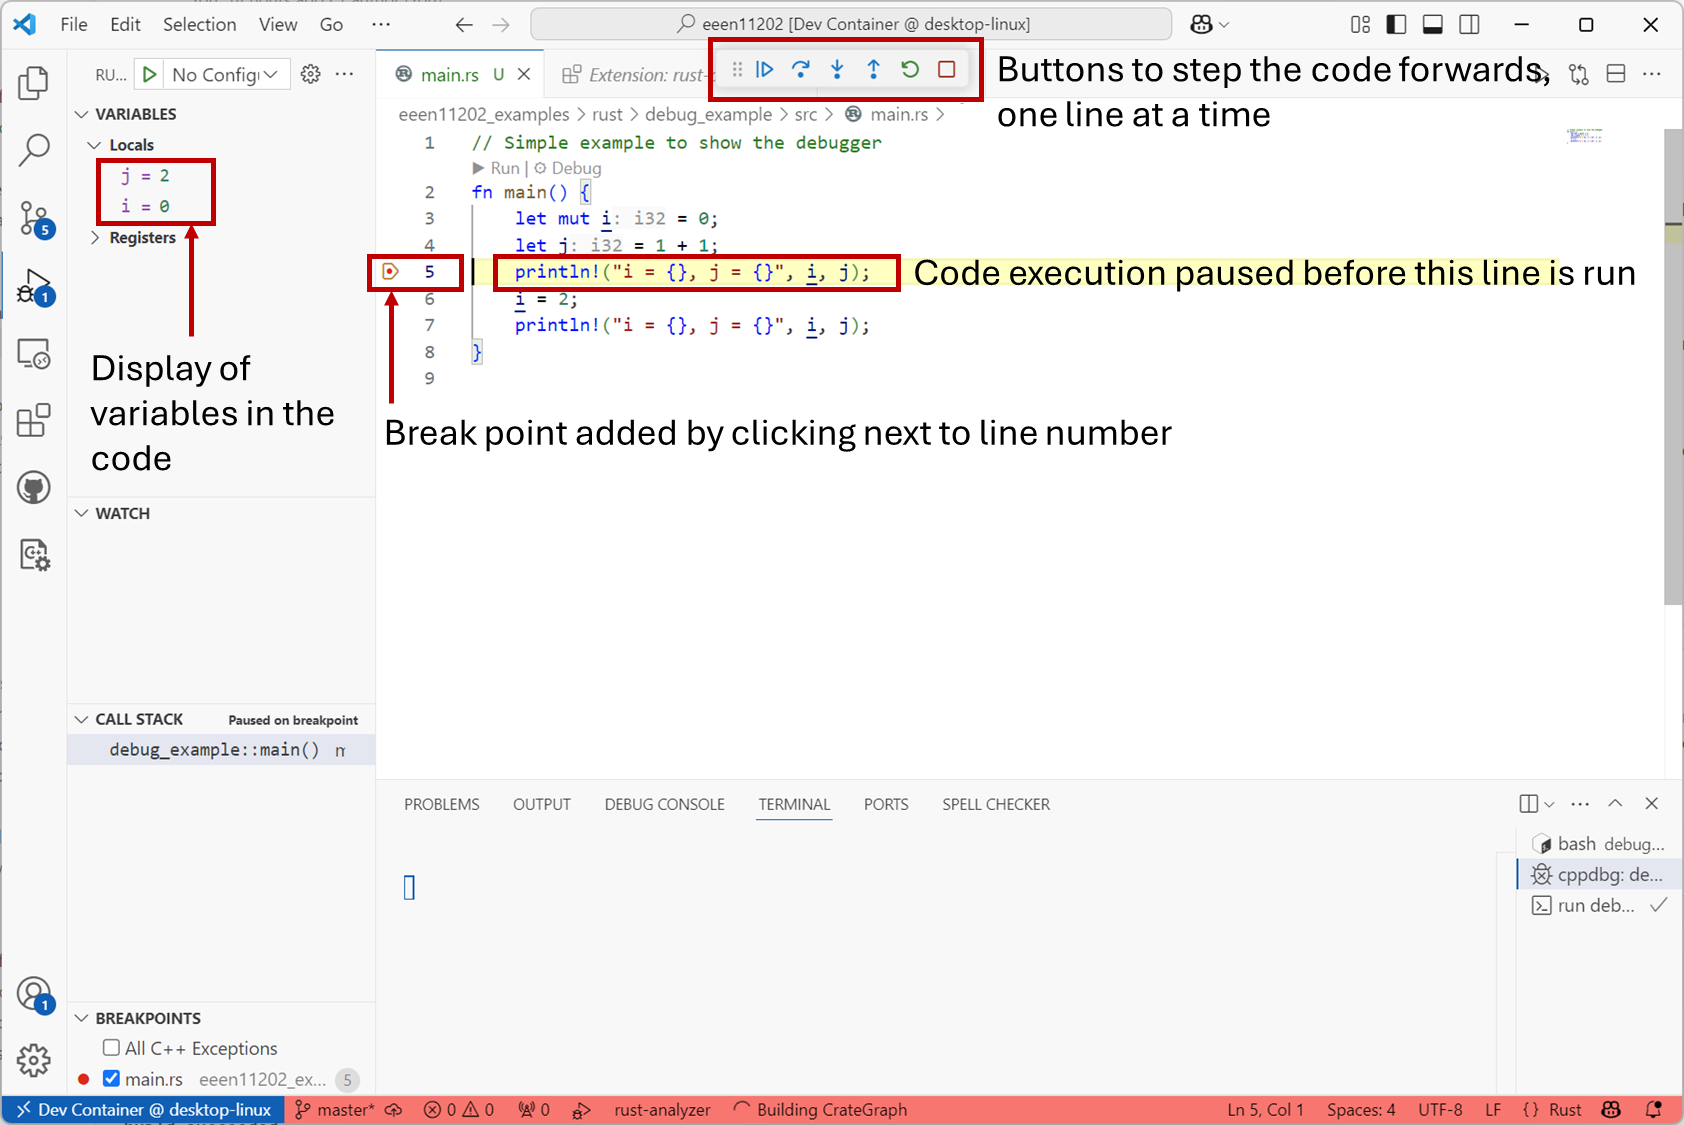 File Edit Selection View Go ···
eeen11202 [Dev Container @ desktop-linux]
RU... No Config
main.rs U
Extension: rust-
Buttons to step the code forwards,
one line at a time
eeen11202_examples > rust > debug_example > src > main.rs >
VARIABLES
Locals
j = 2
i = 0
Registers
1 // Simple example to show the debugger
Run | Debug
2 fn main() {
3 let mut i: i32 = 0;
4 let j: i32 = 1 + 1;
5 println!("i = {}, j = {}", i, j);
6 i = 2;
7 println!("i = {}, j = {}", i, j);
8 }
9
Code execution paused before this line is run
Break point added by clicking next to line number
Display of
variables in the
code
5
1
WATCH
CALL STACK Paused on breakpoint
debug_example::main()
PROBLEMS OUTPUT DEBUG CONSOLE TERMINAL PORTS SPELL CHECKER
bash debug...
cppdbg: de...
run deb...
1
BREAKPOINTS
All C++ Exceptions
main.rs eeen11202_ex... 5
Dev Container @ desktop-linux master* 0 0 0 rust-analyzer Building CrateGraph Ln 5, Col 1 Spaces: 4 UTF-8 LF {} Rust